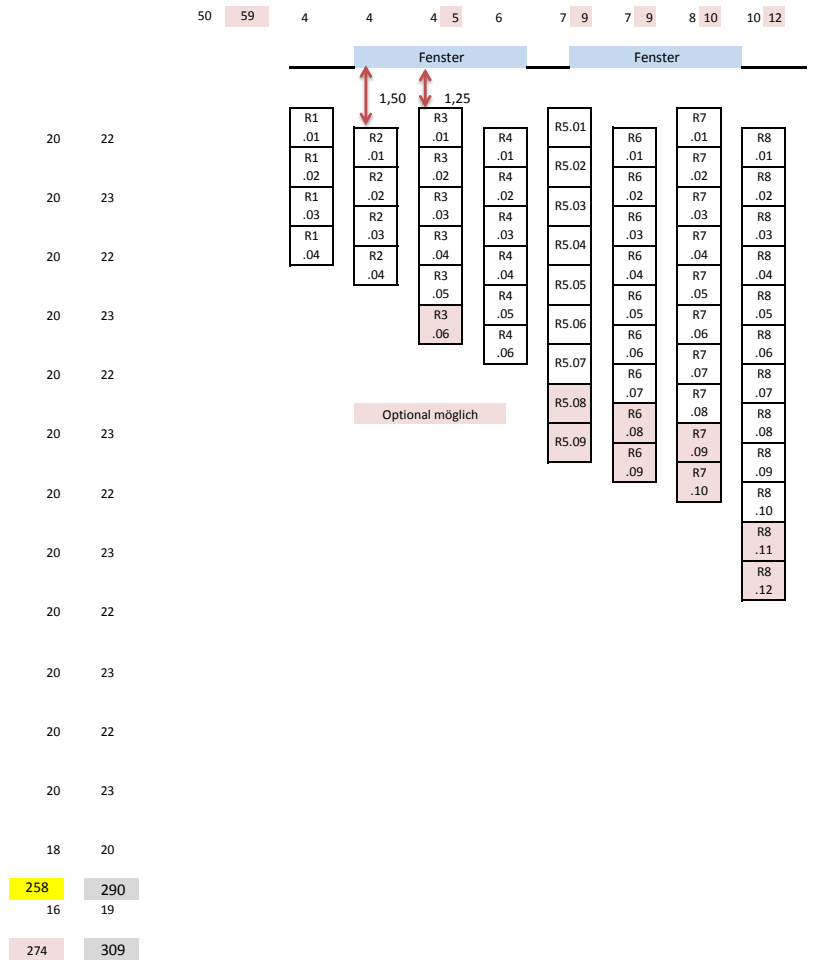 50 59 4 4 4 5 6 7 9 7 9 8 10 10 12
Fenster Fenster
1,50 1,25
R1 R3 R7
20 22 .01 R2 .01 R4 R5.01 R6 .01 R8
R1 .01 R3 .01 .01 R7 .01
.02 R2 .02 R4 R5.02 R6 .02 R8
20 23 R1 .02 R3 .02 R5.03 .02 R7 .02
.03 R2 .03 R4 R6 .03 R8
R1 .03 R3 .03 R5.04 .03 R7 .03
20 22 .04 R2 .04 R4 R6 .04 R8
.04 R3 .04 R5.05 .04 R7 .04
.05 R4 R6 .05 R8
20 23 R3 .05 R5.06 .05 R7 .05
.06 R4 R6 .06 R8
.06 R5.07 .06 R7 .06
20 22 R6 .07 R8
R5.08 .07 R7 .07
Optional möglich R6 .08 R8
20 23 R5.09 .08 R7 .08
R6 .09 R8
.09 R7 .09
20 22 .10 R8
.10
R8
20 23 .11
R8
.12
20 22
20 23
20 22
20 23
18 20
258 290
16 19
274 309